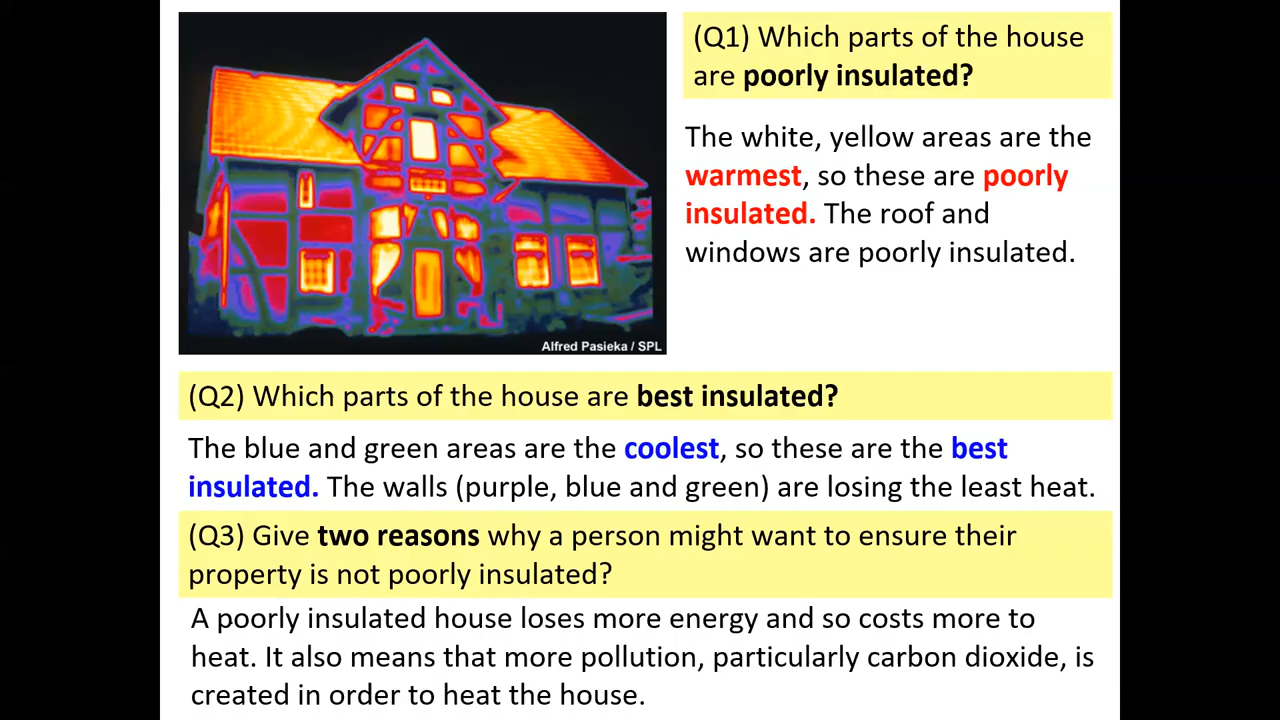 (Q1) Which parts of the house
are poorly insulated?
The white, yellow areas are the
warmest, so these are poorly
insulated. The roof and
windows are poorly insulated.
Alfred Pasieka / SPL
(Q2) Which parts of the house are best insulated?
The blue and green areas are the coolest, so these are the best
insulated. The walls (purple, blue and green) are losing the least heat.
(Q3) Give two reasons why a person might want to ensure their
property is not poorly insulated?
A poorly insulated house loses more energy and so costs more to
heat. It also means that more pollution, particularly carbon dioxide, is
created in order to heat the house.